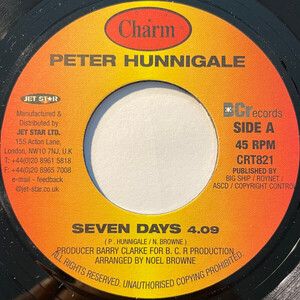 Charm
PETER HUNNIGALE
JET STAR
Manufactured &
Distributed by
JET STAR LTD.
155 Acton Lane,
London, NW10 7NJ, U.K
T: +44(0)20 8961 5818
F: +44(0)20 8965 7008
e-mail - feedback
@jet-star.co.uk
BCr records
SIDE A
45 RPM
CRT821
PUBLISHED BY
BIG SHIP / ROYNET /
ASCD / COPYRIGHT CONTROL
SEVEN DAYS 4.09
(P. HUNNIGALE / N. BROWNE)
PRODUCER BARRY CLARKE FOR B. C. R PRODUCTION
ARRANGED BY NOEL BROWNE
ALL RIGHTS RESERVED. UNAUTHORISED COPYING